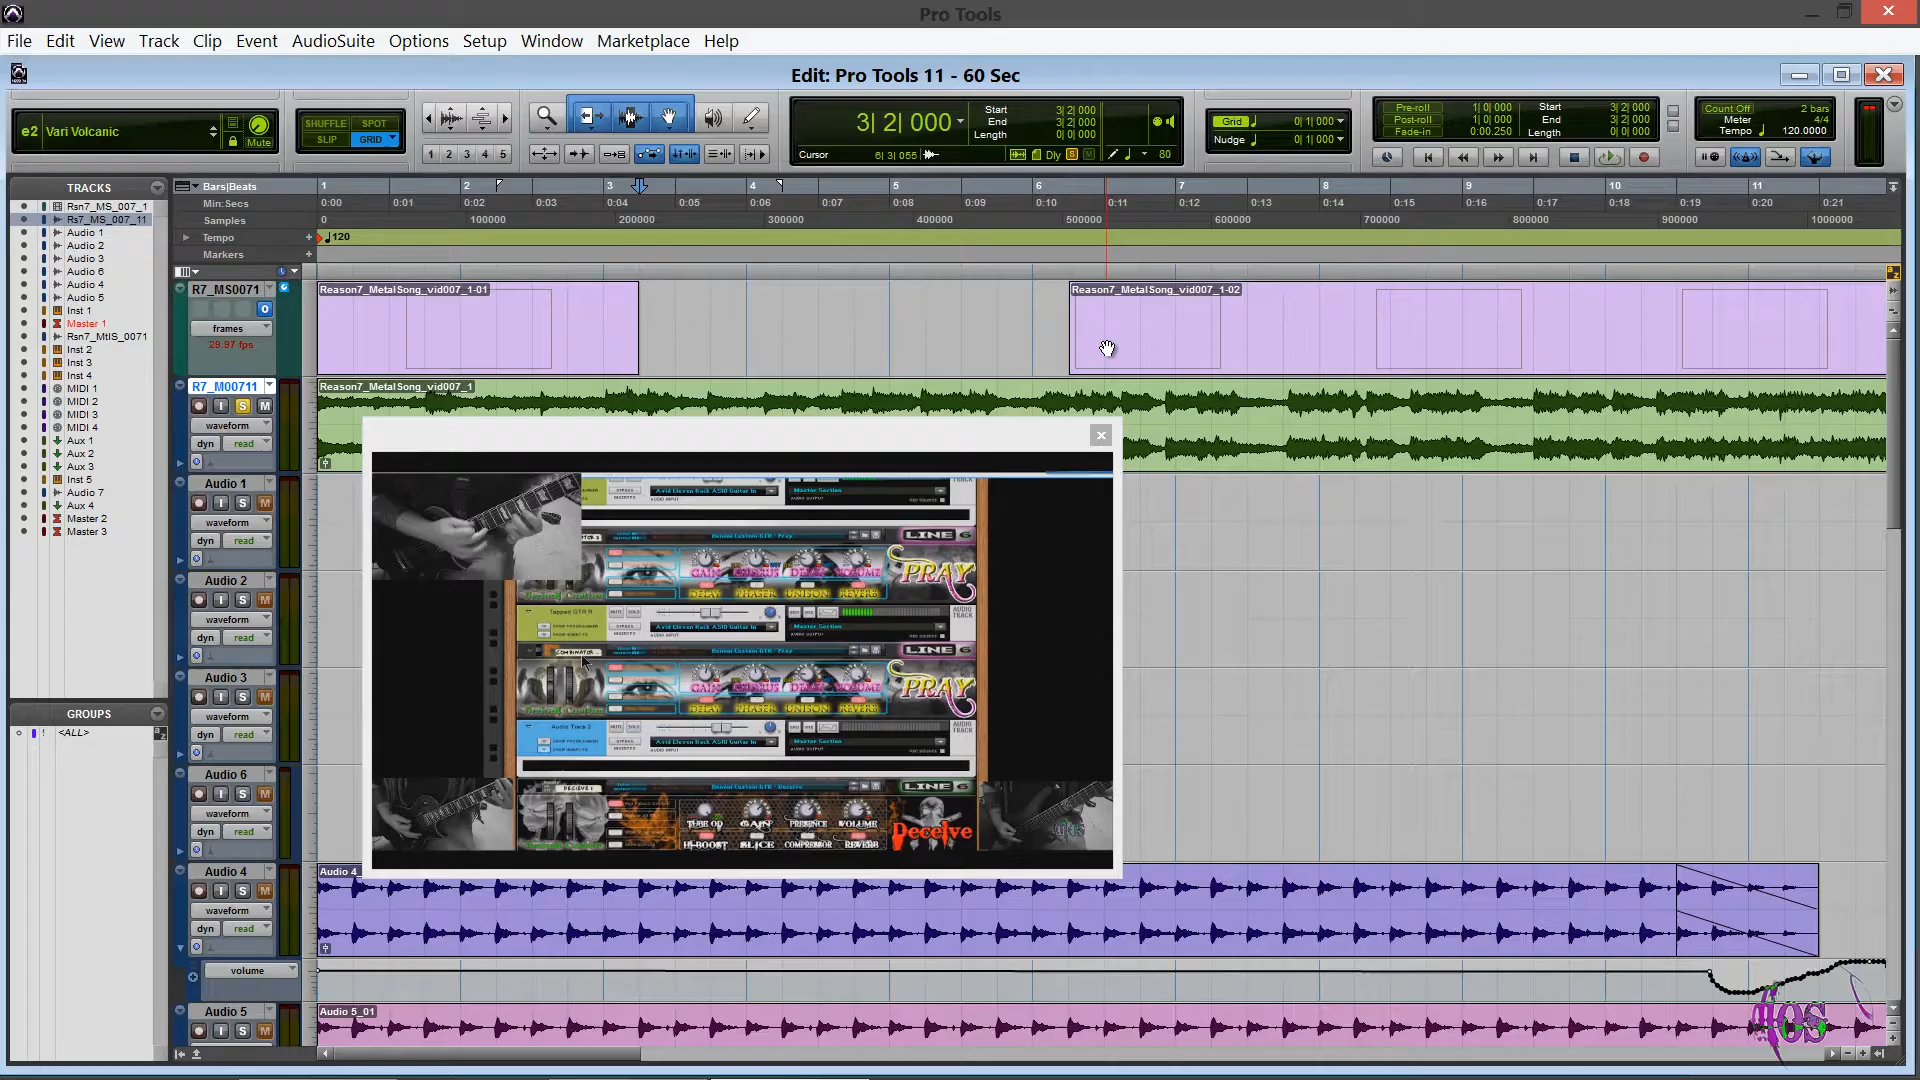 Pro Tools
File Edit View Track Clip Event AudioSuite Options Setup Window Marketplace Help
Edit: Pro Tools 11 - 60 Sec
e2 Vari Volcanic
Mute
SHUFFLE SPOT
SLIP GRID
1 2 3 4 5
3| 2| 000
Start 3| 2| 000
End 3| 2| 000
Length 0| 0| 000
Cursor 6| 3| 055
Dly S M
80
Grid 0| 1| 000
Nudge 0| 1| 000
Pre-roll 1| 0| 000
Post-roll 1| 0| 000
Fade-in 0:00.250
Start 3| 2| 000
End 3| 2| 000
Length 0| 0| 000
Count Off 2 bars
Meter 4/4
Tempo 120.0000
TRACKS
Rsn7_MS_007_1
Rs7_MS_007_11
Audio 1
Audio 2
Audio 3
Audio 6
Audio 4
Audio 5
Inst 1
Master 1
Rsn7_MtlS_0071
Inst 2
Inst 3
Inst 4
MIDI 1
MIDI 2
MIDI 3
MIDI 4
Aux 1
Aux 2
Aux 3
Inst 5
Audio 7
Aux 4
Master 2
Master 3
GROUPS
! <ALL>
Bars|Beats 1 2 3 4 5 6 7 8 9 10 11
Min:Secs 0:00 0:01 0:02 0:03 0:04 0:05 0:06 0:07 0:08 0:09 0:10 0:11 0:12 0:13 0:14 0:15 0:16 0:17 0:18 0:19 0:20 0:21
Samples 0 100000 200000 300000 400000 500000 600000 700000 800000 900000 1000000
Tempo + 120
Markers +
R7_MS0071
O
frames
29.97 fps
Reason7_MetalSong_vid007_1-01
Reason7_MetalSong_vid007_1-02
R7_M00711
I S M
waveform
dyn read
Reason7_MetalSong_vid007_1
Audio 1
I S M
waveform
dyn read
Audio 2
I S M
waveform
dyn read
Audio 3
I S M
waveform
dyn read
Audio 6
I S M
waveform
dyn read
Audio 4
I S M
waveform
dyn read
Audio 4
volume
Audio 5
I S M
Audio 5_01
Avid Eleven Rack ASIO Guitar In
Master Section
LINE 6
GAIN CHORUS DELAY VOLUME
PRAY
DELAY PHASER UNISON REVERB
Tapped GTR R
Avid Eleven Rack ASIO Guitar In
Master Section
AUDIO TRACK
COMBINATOR
LINE 6
GAIN CHORUS DELAY VOLUME
PRAY
DELAY PHASER UNISON REVERB
Audio Track 2
Avid Eleven Rack ASIO Guitar In
Master Section
AUDIO TRACK
DECEIVE 1
LINE 6
TUBE OD GAIN PRESENCE VOLUME
Deceive
HI-BOOST SLICE COMPRESSOR REVERB